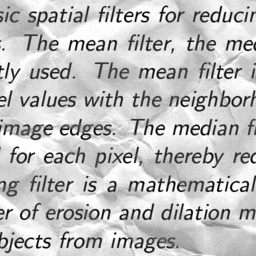 sic spatial filters for reducin
s. The mean filter, the med
tly used. The mean filter i
el values with the neighborh
image edges. The median fi
for each pixel, thereby red
ng filter is a mathematical
er of erosion and dilation m
bjects from images.